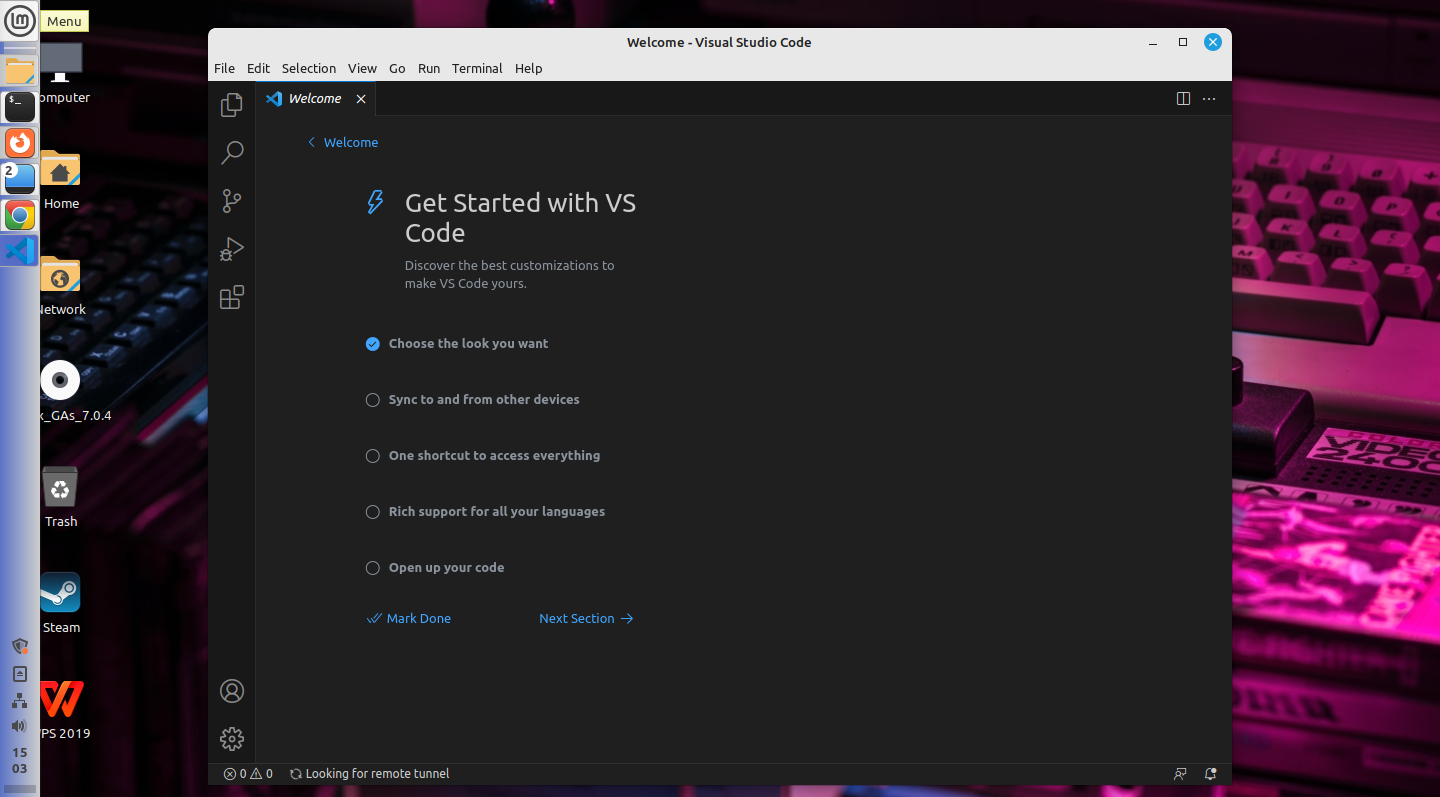 Menu
Computer
Home
Network
x_GAs_7.0.4
Trash
Steam
PS 2019
2
15
03
Welcome - Visual Studio Code
File Edit Selection View Go Run Terminal Help
Welcome
Welcome
Get Started with VS
Code
Discover the best customizations to
make VS Code yours.
Choose the look you want
Sync to and from other devices
One shortcut to access everything
Rich support for all your languages
Open up your code
Mark Done Next Section
0 0 Looking for remote tunnel
VIDEO
2400